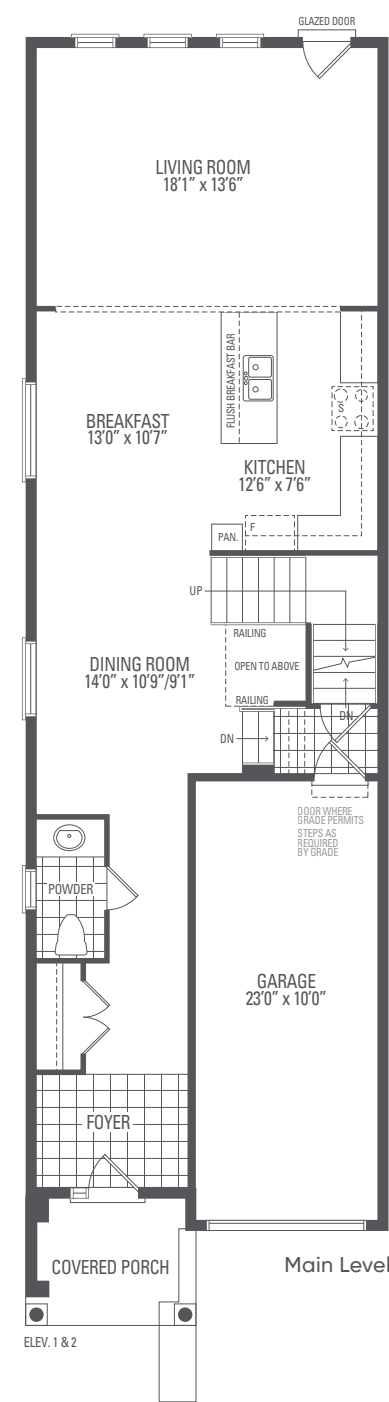 GLAZED DOOR
LIVING ROOM
18'1" x 13'6"
FLUSH BREAKFAST BAR
BREAKFAST
13'0" x 10'7"
S
KITCHEN
12'6" x 7'6"
PAN.
F
UP
RAILING
DINING ROOM
14'0" x 10'9"/9'1"
OPEN TO ABOVE
RAILING
DN
DN
DOOR WHERE
GRADE PERMITS
STEPS AS
REQUIRED
BY GRADE
POWDER
GARAGE
23'0" x 10'0"
FOYER
COVERED PORCH
Main Level
ELEV. 1 & 2